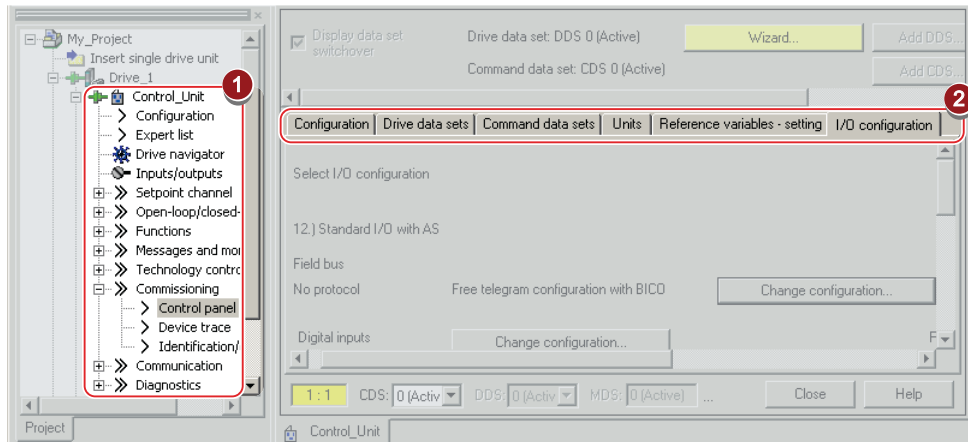 My_Project
Insert single drive unit
Drive_1
Control_Unit
1
Configuration
Expert list
Drive navigator
Inputs/outputs
Setpoint channel
Open-loop/closed-
Functions
Messages and mor
Technology contro
Commissioning
Control panel
Device trace
Identification/
Communication
Diagnostics
Project
Display data set switchover
Drive data set: DDS 0 (Active)
Wizard...
Add DDS...
Command data set: CDS 0 (Active)
Add CDS...
2
Configuration Drive data sets Command data sets Units Reference variables - setting I/O configuration
Select I/O configuration
12.) Standard I/O with AS
Field bus
No protocol Free telegram configuration with BICO Change configuration...
Digital inputs Change configuration... F
1 : 1 CDS: 0 (Activ DDS: 0 (Activ MDS: 0 (Active) ... Close Help
Control_Unit